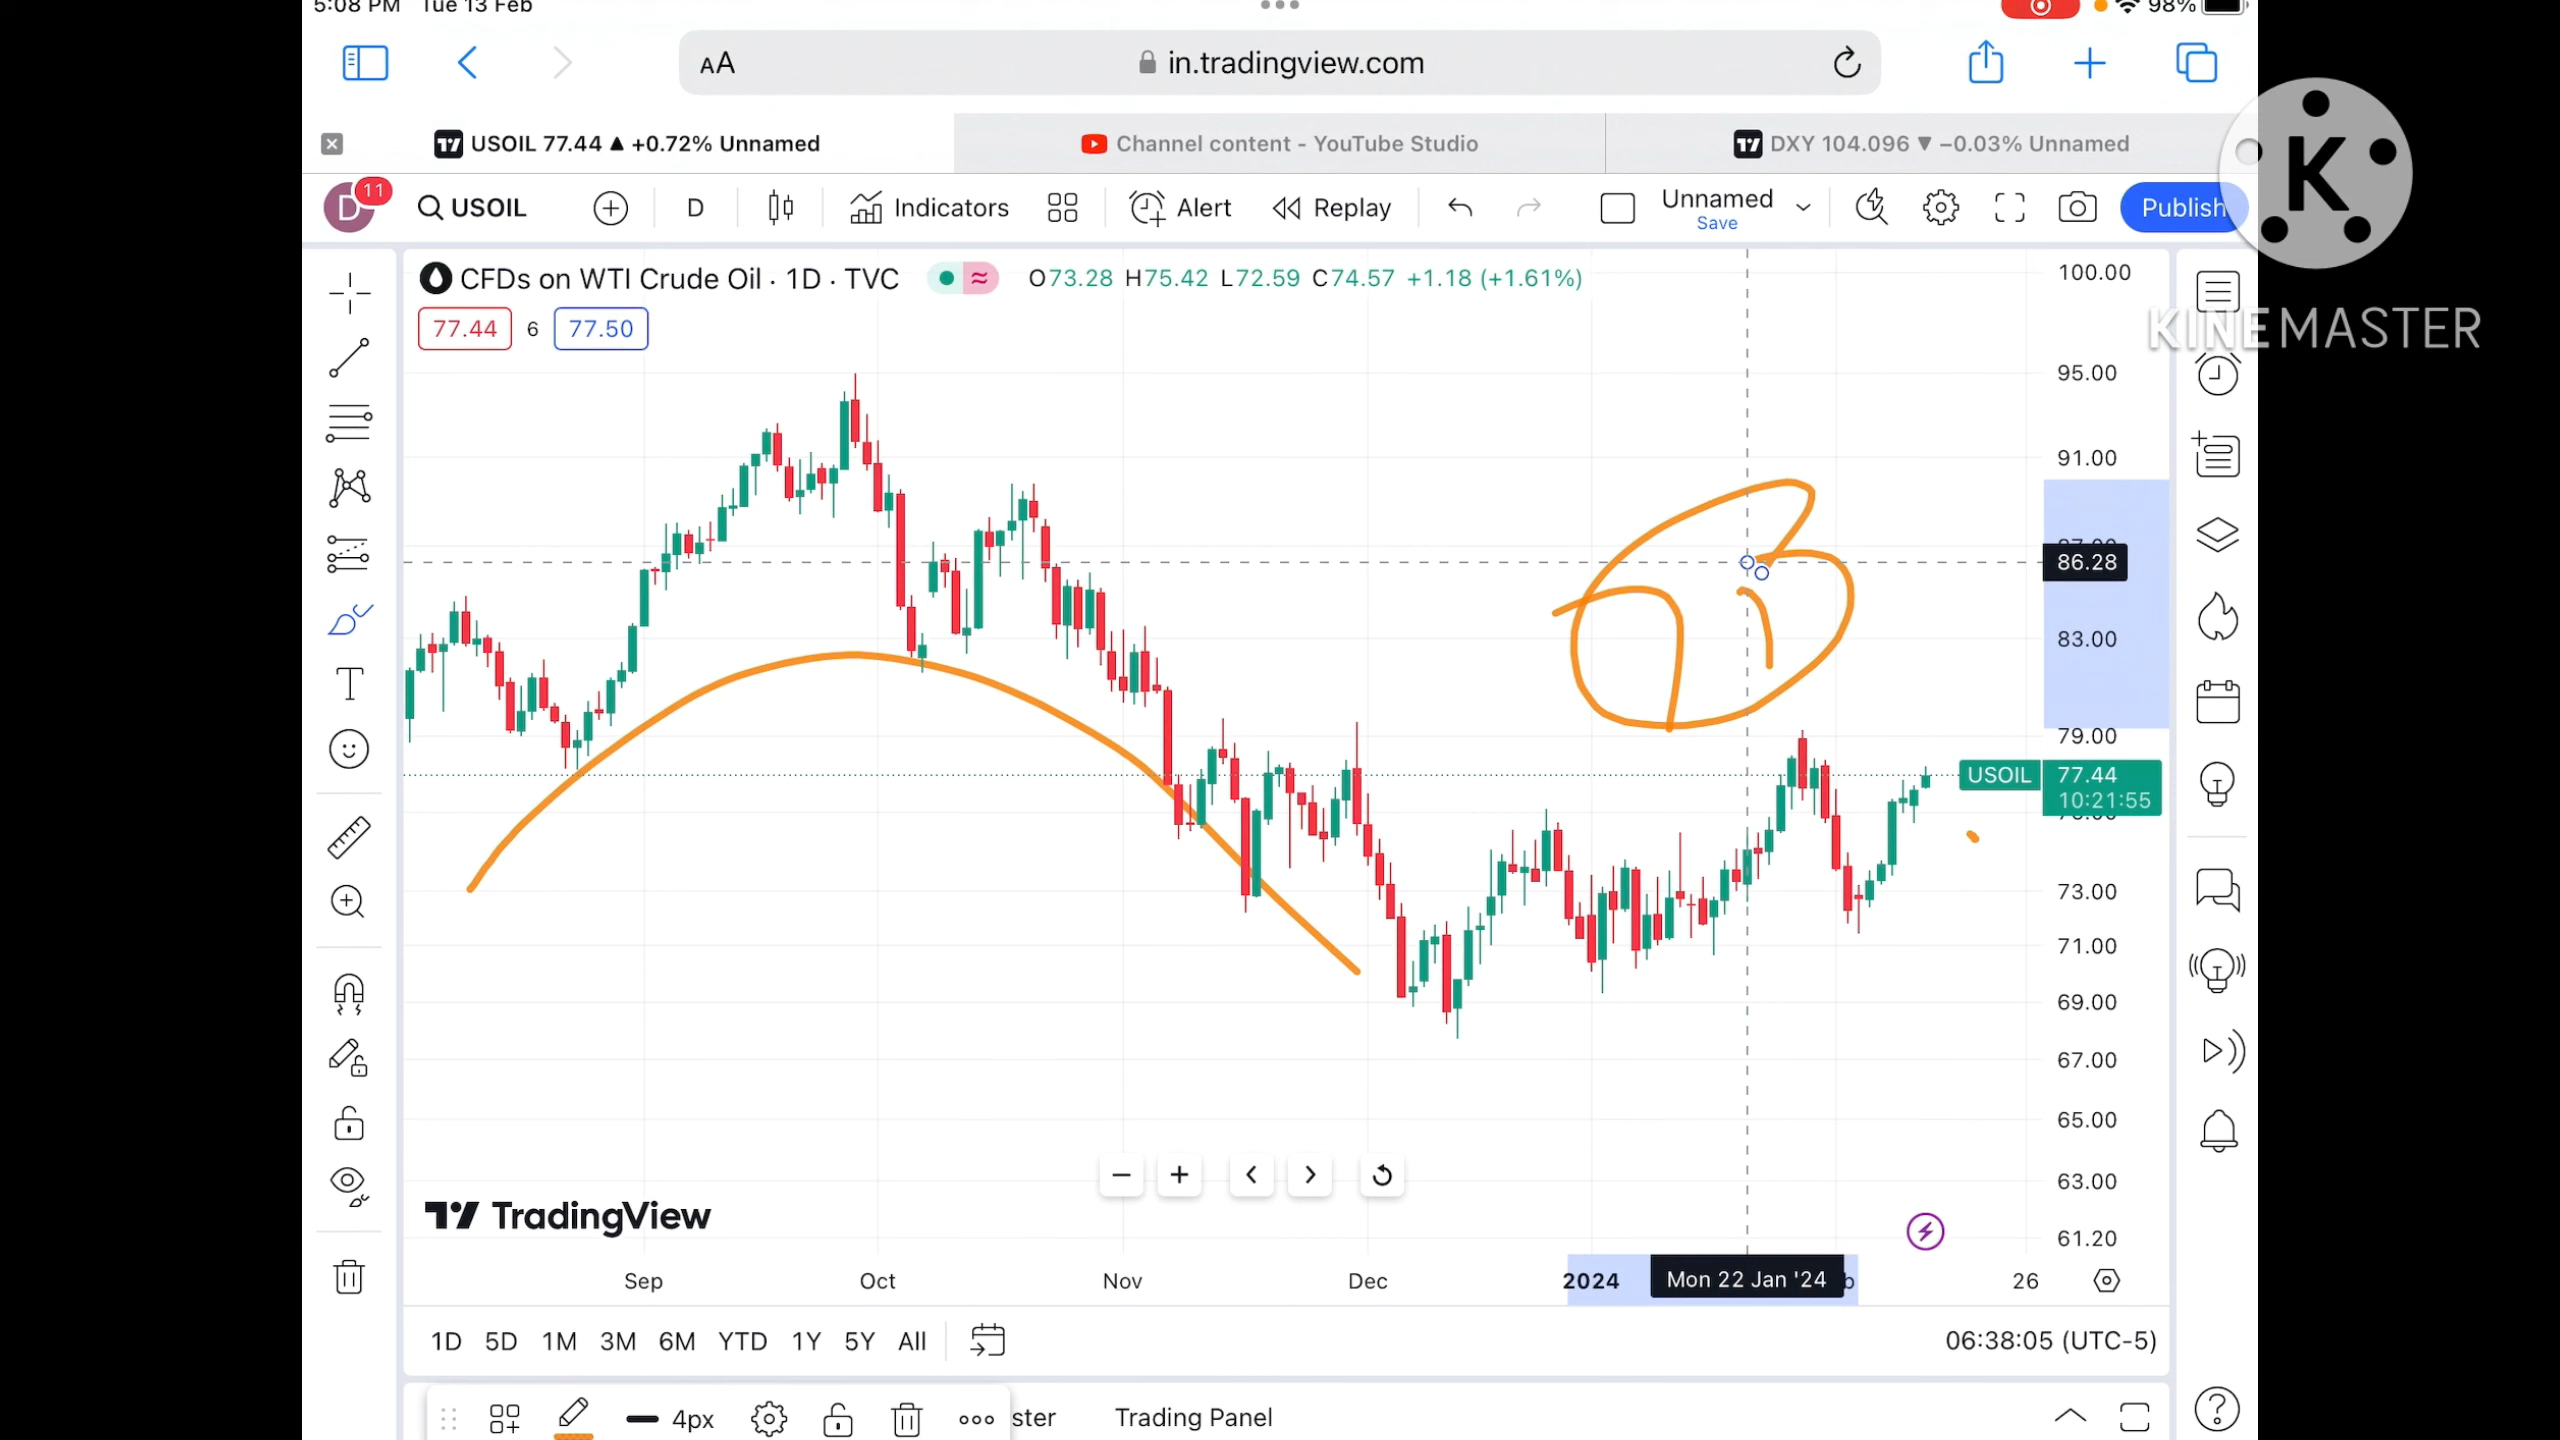 5:08 PM Tue 13 Feb
98%
AA in.tradingview.com
USOIL 77.44 ▲ +0.72% Unnamed
Channel content - YouTube Studio
DXY 104.096 ▼ −0.03% Unnamed
K
KINEMASTER
D 11 USOIL D Indicators Alert Replay Unnamed Save Publish
CFDs on WTI Crude Oil · 1D · TVC O73.28 H75.42 L72.59 C74.57 +1.18 (+1.61%)
77.44 6 77.50
100.00
95.00
91.00
86.28
83.00
79.00
USOIL 77.44
10:21:55
73.00
71.00
69.00
67.00
65.00
63.00
61.20
TradingView
Sep Oct Nov Dec 2024 Mon 22 Jan '24 26
1D 5D 1M 3M 6M YTD 1Y 5Y All 06:38:05 (UTC-5)
4px ster Trading Panel